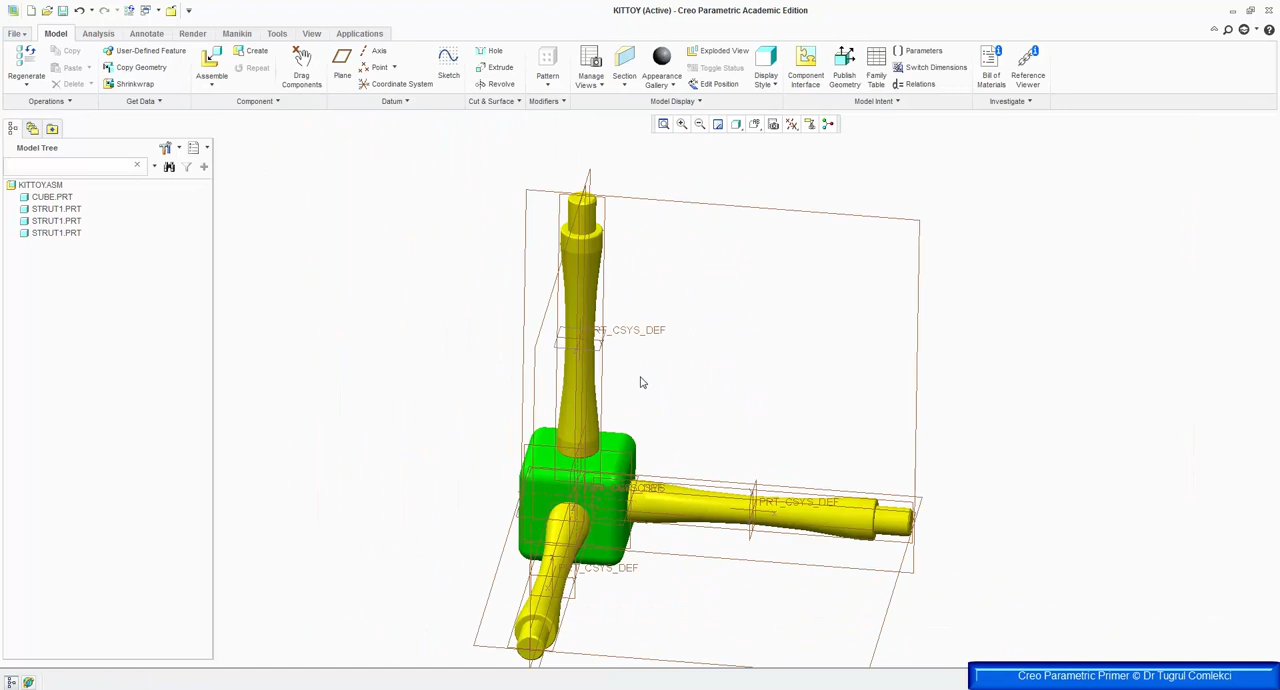 KITTOY (Active) - Creo Parametric Academic Edition
File Model Analysis Annotate Render Manikin Tools View Applications
Regenerate
Copy
Paste
Delete
Operations
User-Defined Feature
Copy Geometry
Shrinkwrap
Get Data
Assemble
Create
Repeat
Drag
Components
Component
Plane
Axis
Point
Coordinate System
Sketch
Datum
Hole
Extrude
Revolve
Cut & Surface
Pattern
Modifiers
Manage
Views
Section
Appearance
Gallery
Exploded View
Toggle Status
Edit Position
Display
Style
Model Display
Component
Interface
Publish
Geometry
Family
Table
Parameters
Switch Dimensions
Relations
Model Intent
Bill of
Materials
Reference
Viewer
Investigate
Model Tree
KITTOY.ASM
CUBE.PRT
STRUT1.PRT
STRUT1.PRT
STRUT1.PRT
PRT_CSYS_DEF
PRT_CSYS_DEF
CSYS_DEF
Creo Parametric Primer © Dr Tugrul Comlekci